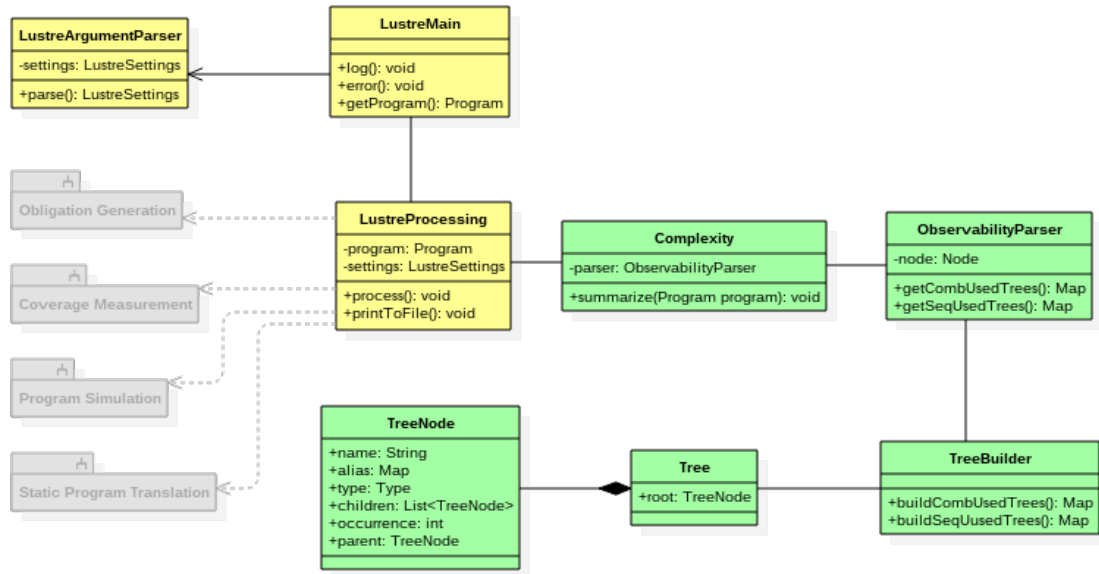 LustreArgumentParser
-settings: LustreSettings
+parse(): LustreSettings
LustreMain
+log(): void
+error(): void
+getProgram(): Program
Obligation Generation
Coverage Measurement
Program Simulation
Static Program Translation
LustreProcessing
-program: Program
-settings: LustreSettings
+process(): void
+printToFile(): void
Complexity
-parser: ObservabilityParser
+summarize(Program program): void
ObservabilityParser
-node: Node
+getCombUsedTrees(): Map
+getSeqUsedTrees(): Map
TreeNode
+name: String
+alias: Map
+type: Type
+children: List<TreeNode>
+occurrence: int
+parent: TreeNode
Tree
+root: TreeNode
TreeBuilder
+buildCombUsedTrees(): Map
+buildSeqUusedTrees(): Map